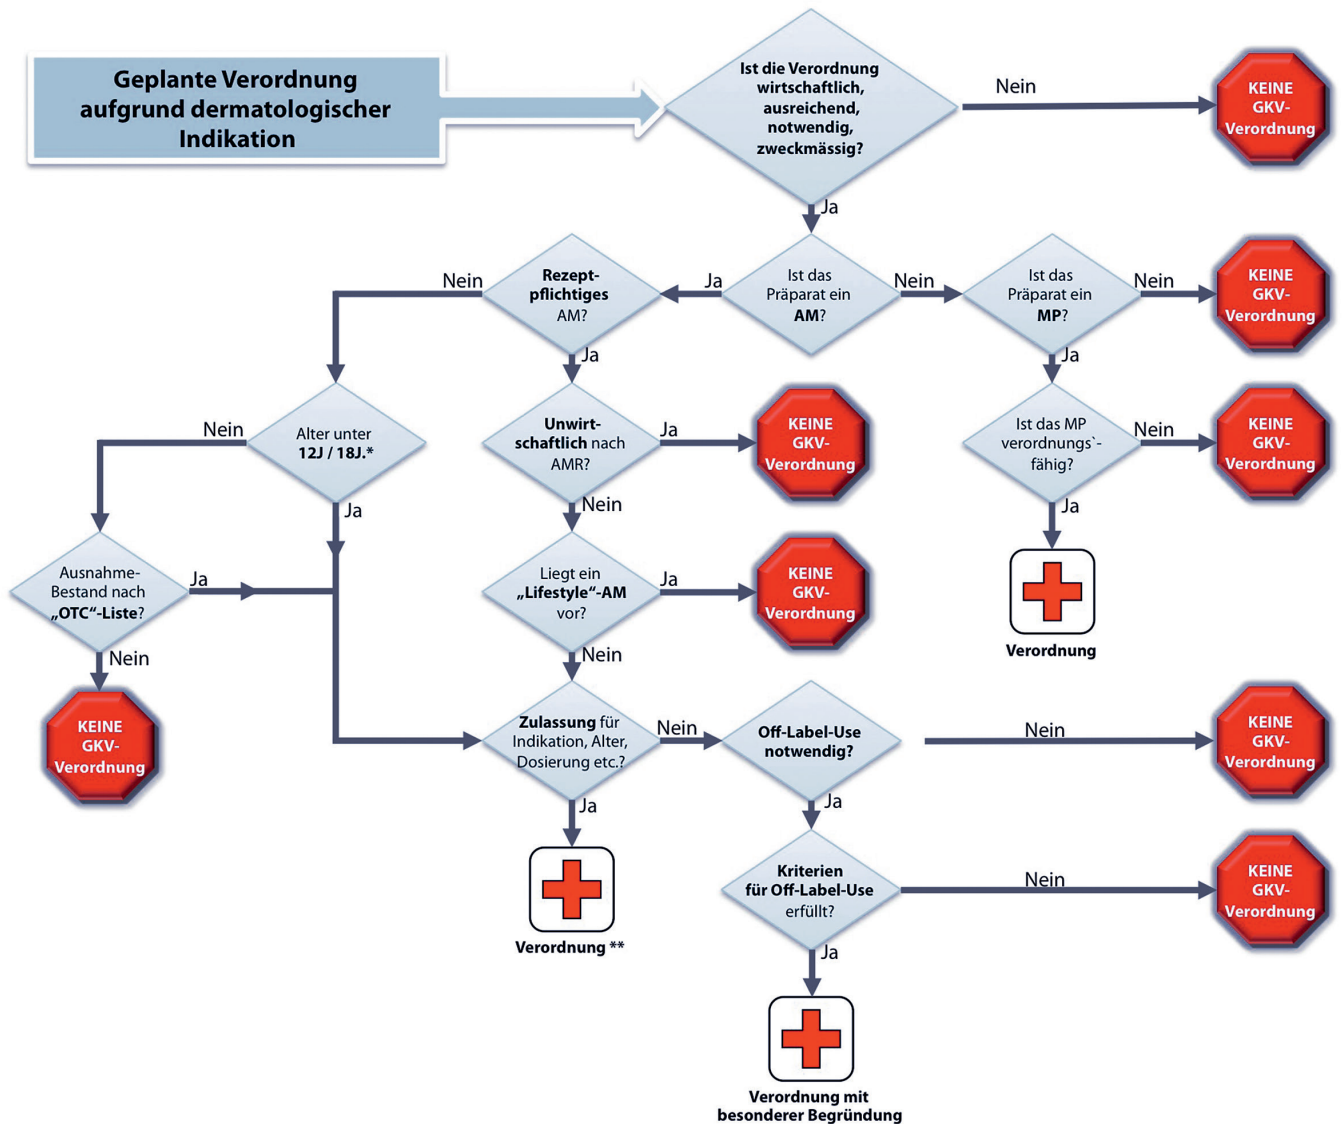 Geplante Verordnung
aufgrund dermatologischer
Indikation
Ist die Verordnung
wirtschaftlich,
ausreichend,
notwendig,
zweckmässig?
Nein
KEINE
GKV-
Verordnung
Ja
Nein
Rezept-
pflichtiges
AM?
Ja
Ist das
Präparat ein
AM?
Nein
Ist das
Präparat ein
MP?
Nein
KEINE
GKV-
Verordnung
Ja
Ja
Nein
Alter unter
12J / 18J.*
Unwirt-
schaftlich nach
AMR?
Ja
KEINE
GKV-
Verordnung
Ist das MP
verordnungs`-
fähig?
Nein
KEINE
GKV-
Verordnung
Ja
Nein
Ja
Ausnahme-
Bestand nach
„OTC“-Liste?
Ja
Liegt ein
„Lifestyle“-AM
vor?
Ja
KEINE
GKV-
Verordnung
Verordnung
Nein
Nein
KEINE
GKV-
Verordnung
Zulassung für
Indikation, Alter,
Dosierung etc.?
Nein
Off-Label-Use
notwendig?
Nein
KEINE
GKV-
Verordnung
Ja
Ja
Verordnung **
Kriterien
für Off-Label-Use
erfüllt?
Nein
KEINE
GKV-
Verordnung
Ja
Verordnung mit
besonderer Begründung